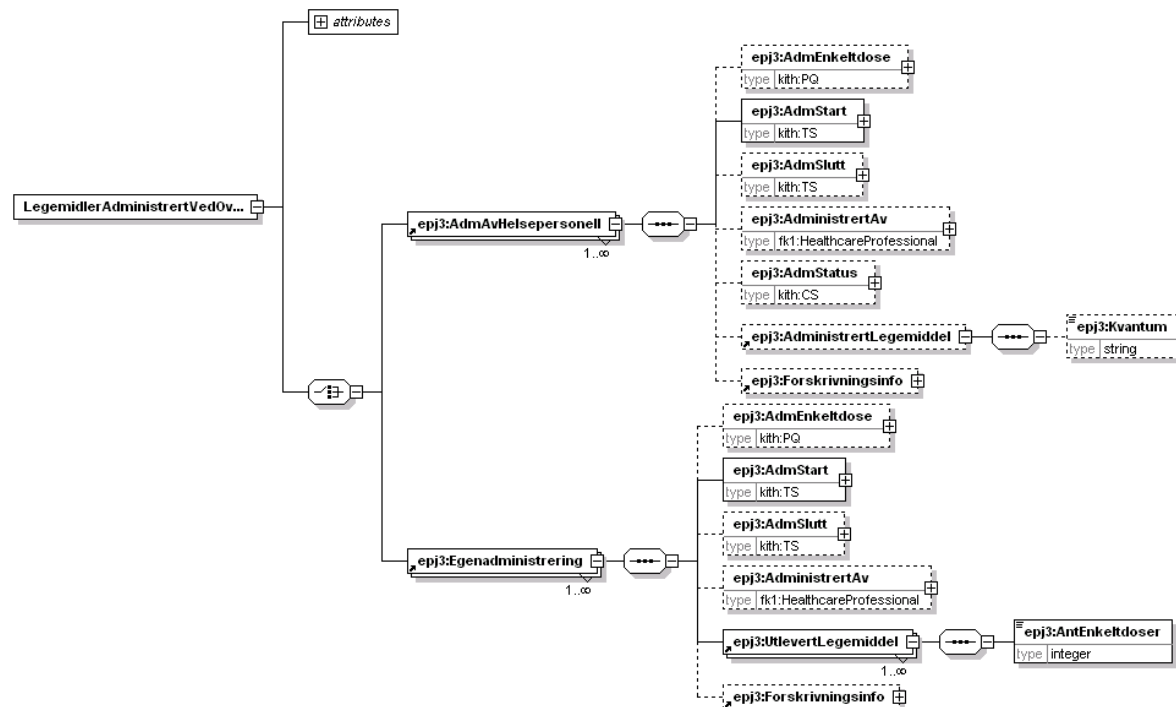 attributes
LegemidlerAdministrertVedOv...
epj3:AdmAvHelsepersonell
1..∞
epj3:AdmEnkeltdose
type kith:PQ
epj3:AdmStart
type kith:TS
epj3:AdmSlutt
type kith:TS
epj3:AdministrertAv
type fk1:HealthcareProfessional
epj3:AdmStatus
type kith:CS
epj3:AdministrertLegemiddel
epj3:Kvantum
type string
epj3:Forskrivningsinfo
epj3:Egenadministrering
1..∞
epj3:AdmEnkeltdose
type kith:PQ
epj3:AdmStart
type kith:TS
epj3:AdmSlutt
type kith:TS
epj3:AdministrertAv
type fk1:HealthcareProfessional
epj3:UtlevertLegemiddel
1..∞
epj3:AntEnkeltdoser
type integer
epj3:Forskrivningsinfo